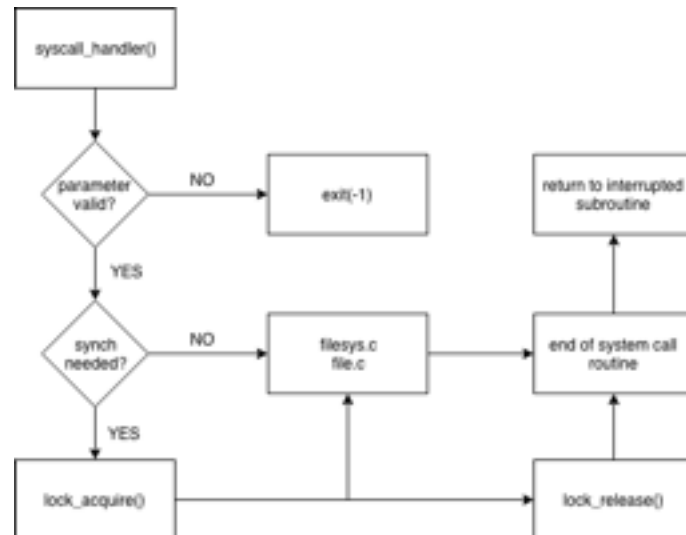 syscall_handler()
parameter
valid?
NO
exit(-1)
return to interrupted
subroutine
YES
synch
needed?
NO
filesys.c
file.c
end of system call
routine
YES
lock_acquire()
lock_release()